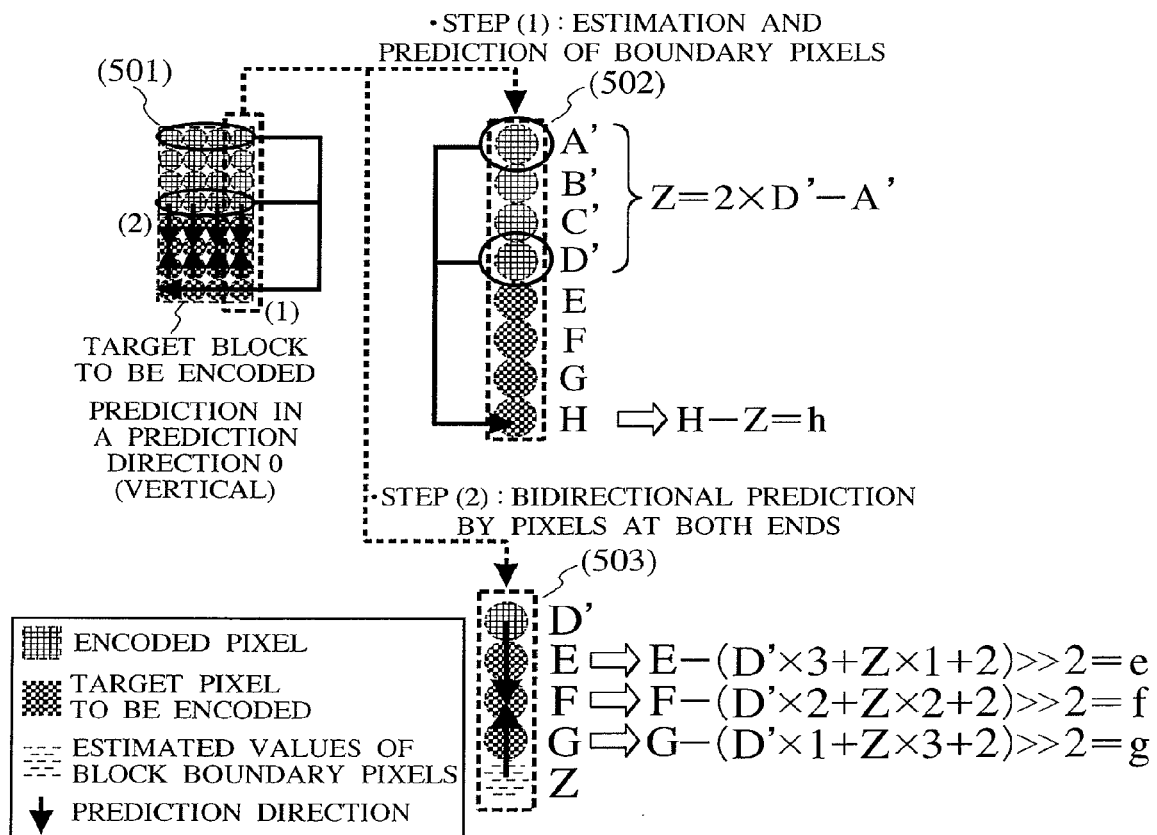 •STEP (1) : ESTIMATION AND
PREDICTION OF BOUNDARY PIXELS
(501)
(502)
A'
B'
C'
D'
Z=2×D'−A'
E
F
G
H ⇨ H−Z=h
(2)
(1)
TARGET BLOCK
TO BE ENCODED
PREDICTION IN
A PREDICTION
DIRECTION 0
(VERTICAL)
•STEP (2) : BIDIRECTIONAL PREDICTION
BY PIXELS AT BOTH ENDS
(503)
D'
E ⇨ E−(D'×3+Z×1+2)>>2=e
F ⇨ F−(D'×2+Z×2+2)>>2=f
G ⇨ G−(D'×1+Z×3+2)>>2=g
Z
ENCODED PIXEL
TARGET PIXEL
TO BE ENCODED
ESTIMATED VALUES OF
BLOCK BOUNDARY PIXELS
PREDICTION DIRECTION